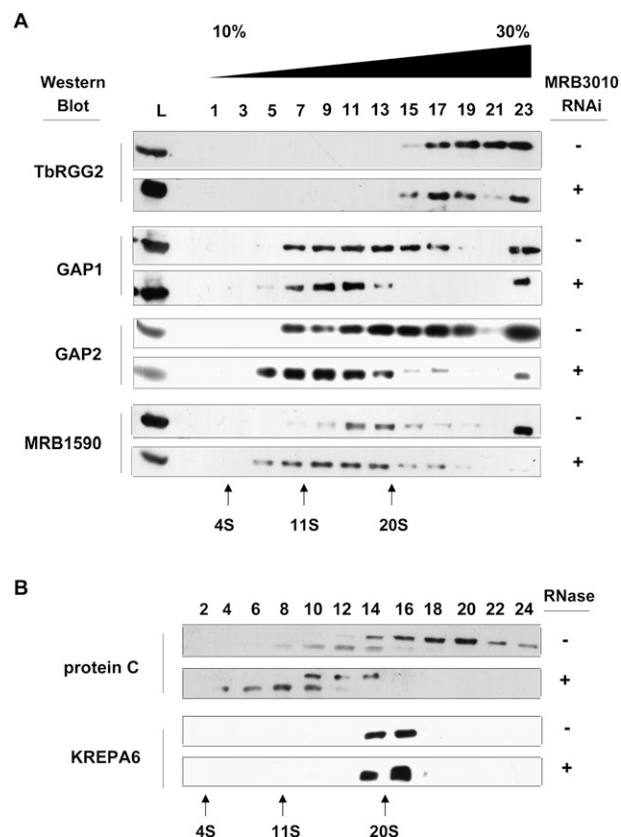 A
10% 30%
Western Blot L 1 3 5 7 9 11 13 15 17 19 21 23 MRB3010 RNAi
TbRGG2 -
+
GAP1 -
+
GAP2 -
+
MRB1590 -
+
4S 11S 20S
B
2 4 6 8 10 12 14 16 18 20 22 24 RNase
protein C -
+
KREPA6 -
+
4S 11S 20S